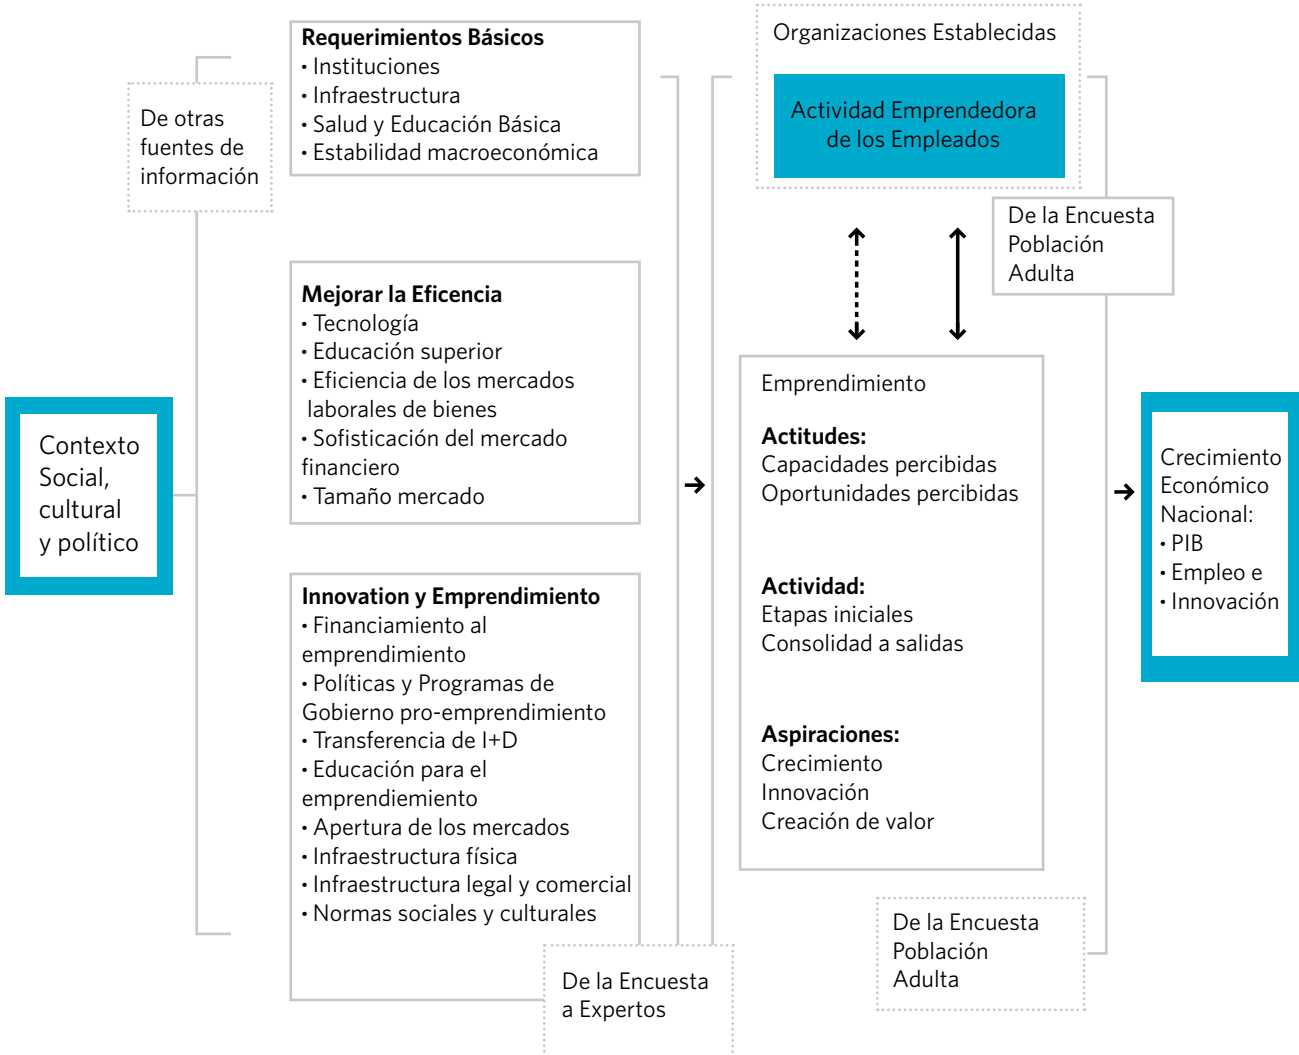 Contexto
Social,
cultural
y político
De otras
fuentes de
información
Requerimientos Básicos
• Instituciones
• Infraestructura
• Salud y Educación Básica
• Estabilidad macroeconómica
Mejorar la Eficencia
• Tecnología
• Educación superior
• Eficiencia de los mercados
laborales de bienes
• Sofisticación del mercado
financiero
• Tamaño mercado
Innovation y Emprendimiento
• Financiamiento al
emprendimiento
• Políticas y Programas de
Gobierno pro-emprendimiento
• Transferencia de I+D
• Educación para el
emprendiemiento
• Apertura de los mercados
• Infraestructura física
• Infraestructura legal y comercial
• Normas sociales y culturales
De la Encuesta
a Expertos
Organizaciones Establecidas
Actividad Emprendedora
de los Empleados
De la Encuesta
Población
Adulta
Emprendimiento
Actitudes:
Capacidades percibidas
Oportunidades percibidas
Actividad:
Etapas iniciales
Consolidad a salidas
Aspiraciones:
Crecimiento
Innovación
Creación de valor
De la Encuesta
Población
Adulta
Crecimiento
Económico
Nacional:
• PIB
• Empleo e
• Innovación